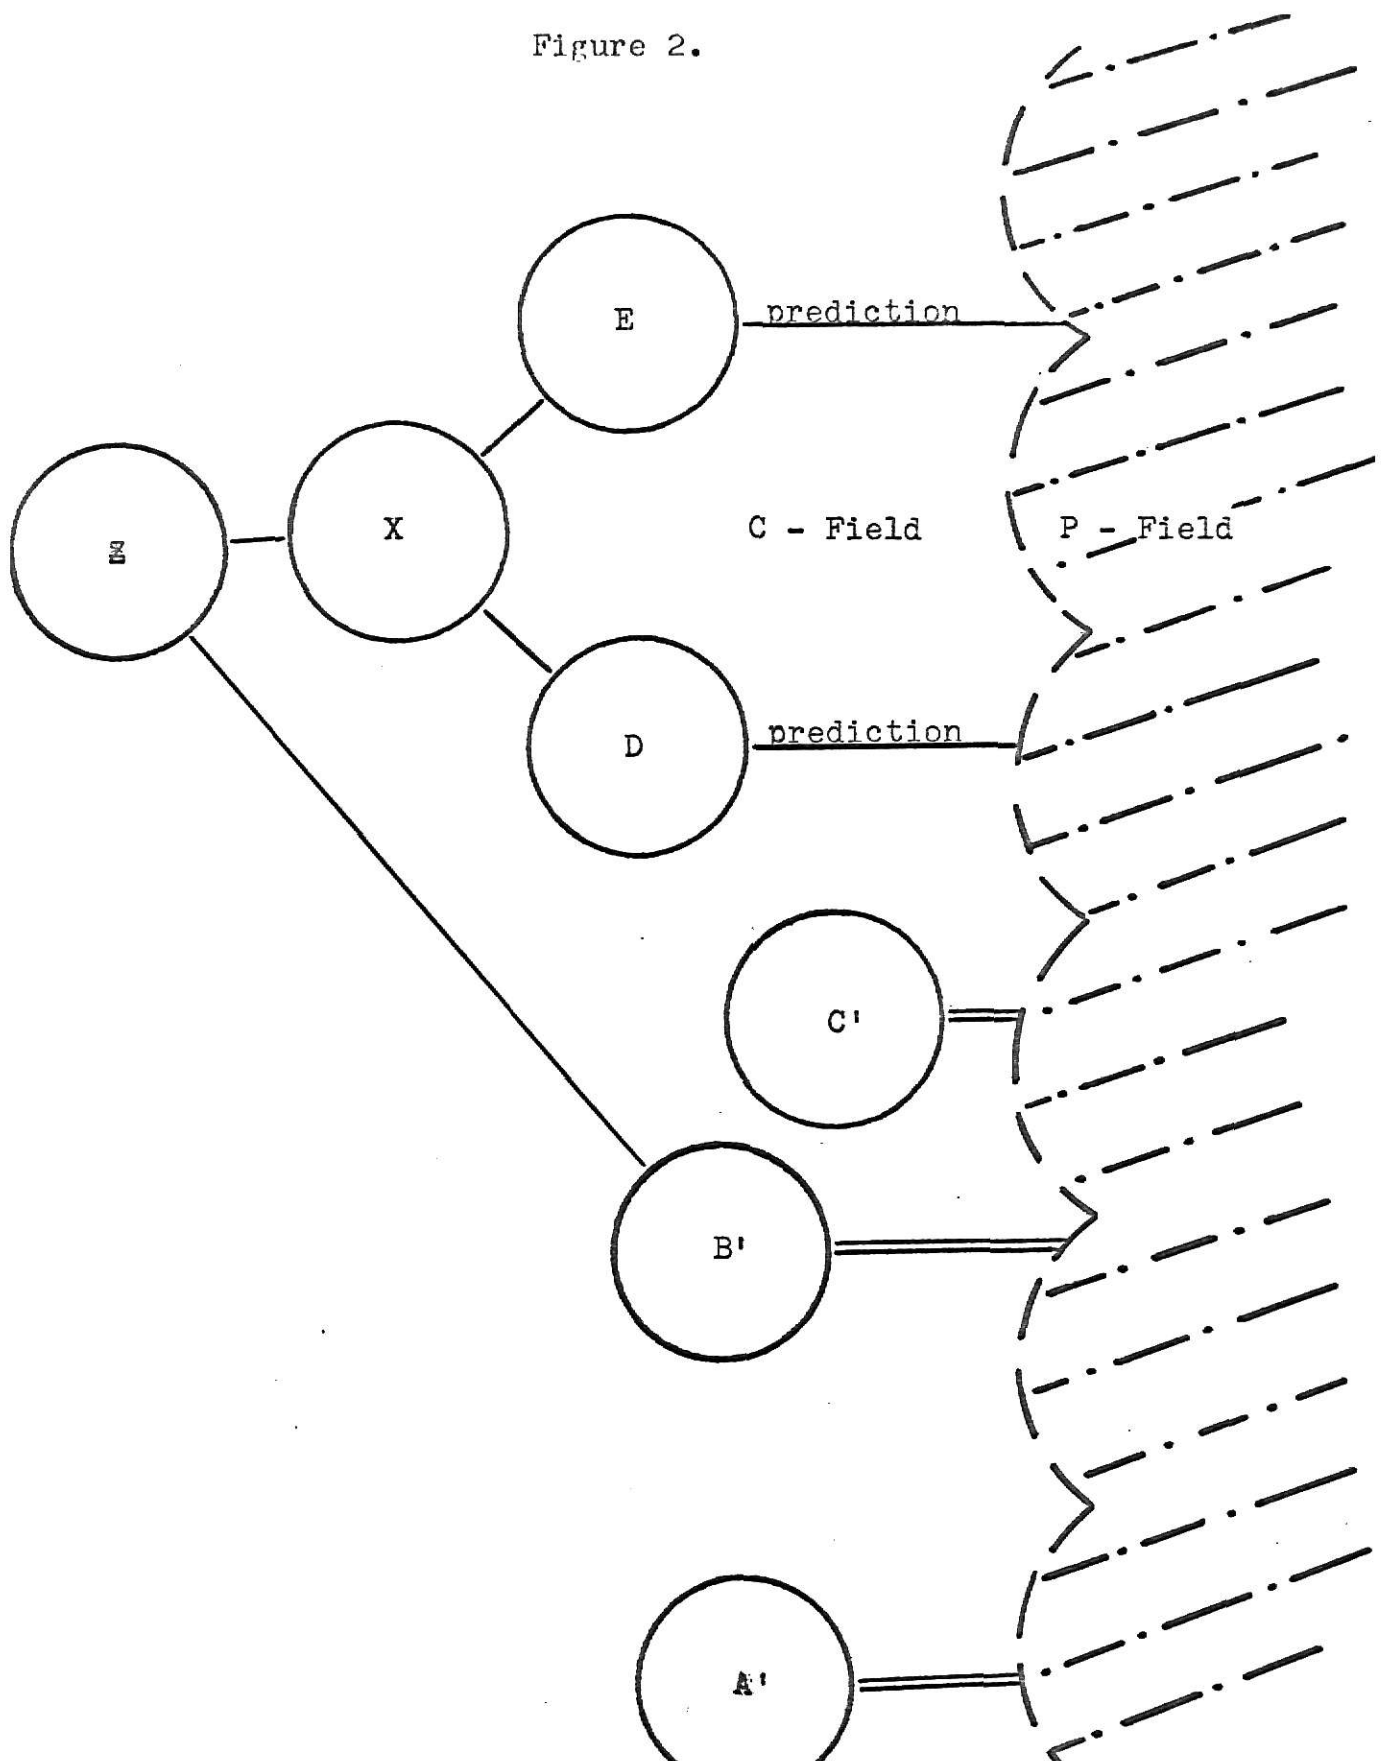 Figure 2.
E
prediction
Z
X
C - Field
P - Field
D
prediction
C'
B'
A'